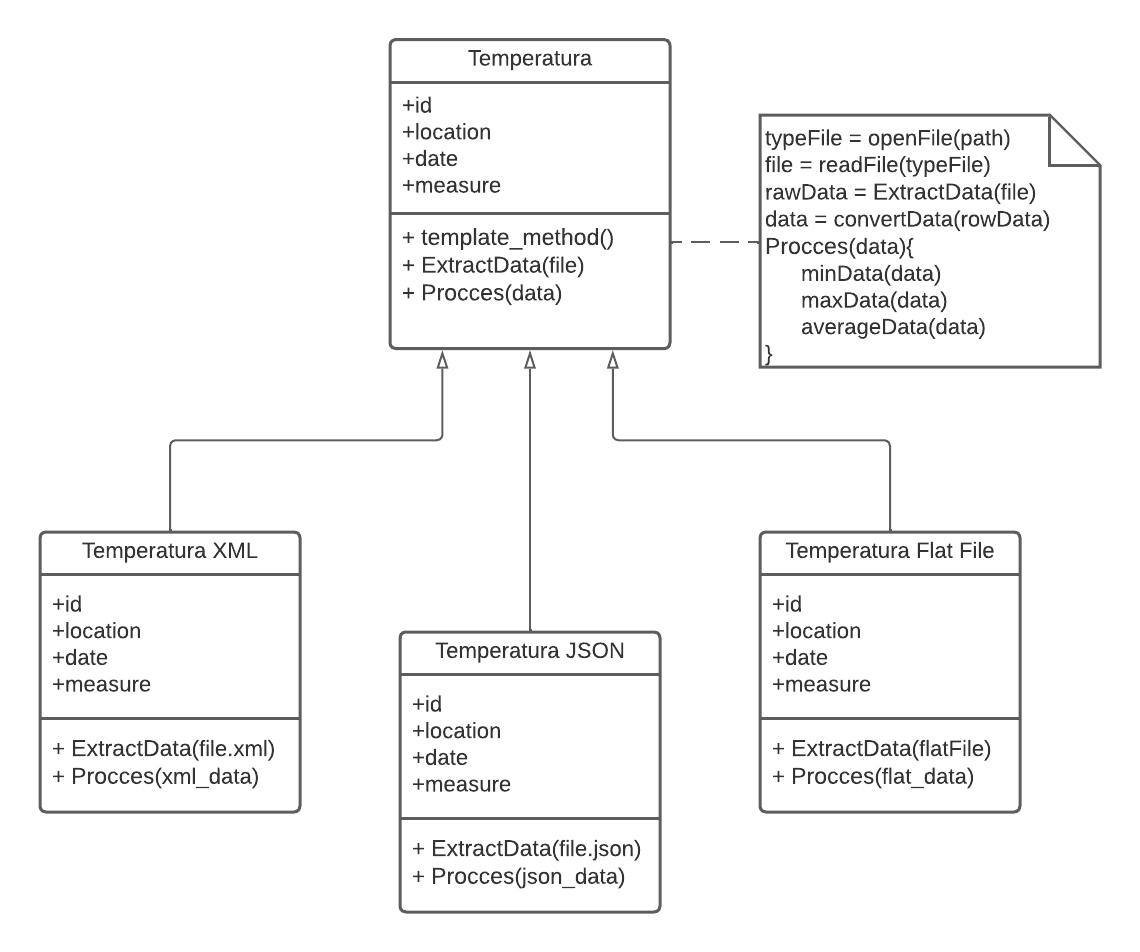 Temperatura
+id
+location
+date
+measure
+ template_method()
+ ExtractData(file)
+ Procces(data)
typeFile = openFile(path)
file = readFile(typeFile)
rawData = ExtractData(file)
data = convertData(rowData)
Procces(data){
minData(data)
maxData(data)
averageData(data)
}
Temperatura XML
+id
+location
+date
+measure
+ ExtractData(file.xml)
+ Procces(xml_data)
Temperatura JSON
+id
+location
+date
+measure
+ ExtractData(file.json)
+ Procces(json_data)
Temperatura Flat File
+id
+location
+date
+measure
+ ExtractData(flatFile)
+ Procces(flat_data)